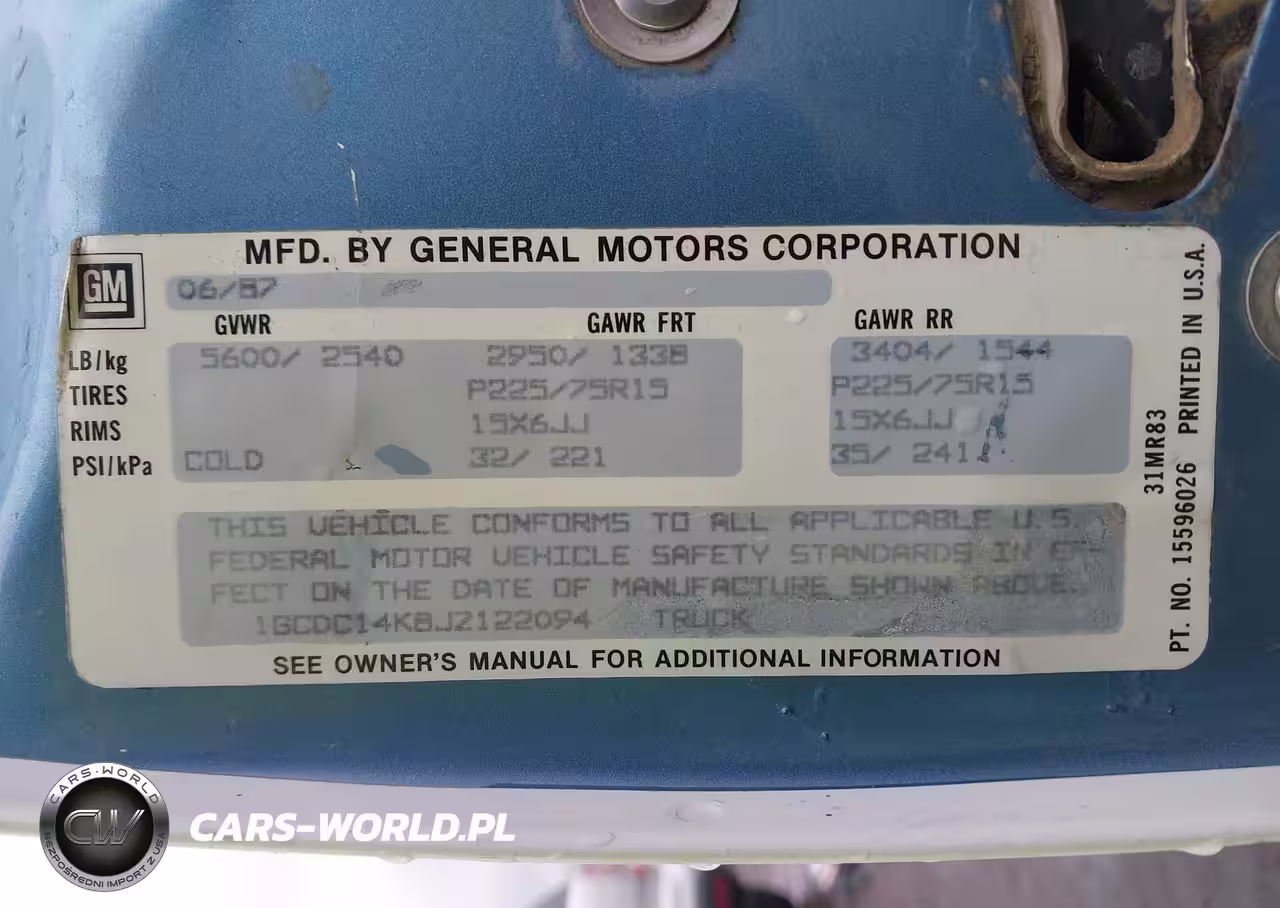 MFD. BY GENERAL MOTORS CORPORATION
GM
06/87
GVWR GAWR FRT GAWR RR
LB/kg 5600/ 2540 2950/ 1338 3404/ 1544
TIRES P225/75R15 P225/75R15
RIMS 15X6JJ 15X6JJ
PSI/kPa COLD 32/ 221 35/ 241
THIS VEHICLE CONFORMS TO ALL APPLICABLE U.S.
FEDERAL MOTOR VEHICLE SAFETY STANDARDS IN EF-
FECT ON THE DATE OF MANUFACTURE SHOWN ABOVE.
1GCDC14K8J2122094 TRUCK
SEE OWNER'S MANUAL FOR ADDITIONAL INFORMATION
31MR83
PT. NO. 15596026 PRINTED IN U.S.A.
CARS-WORLD
CW
BEZPOŚREDNI IMPORT Z USA
CARS-WORLD.PL